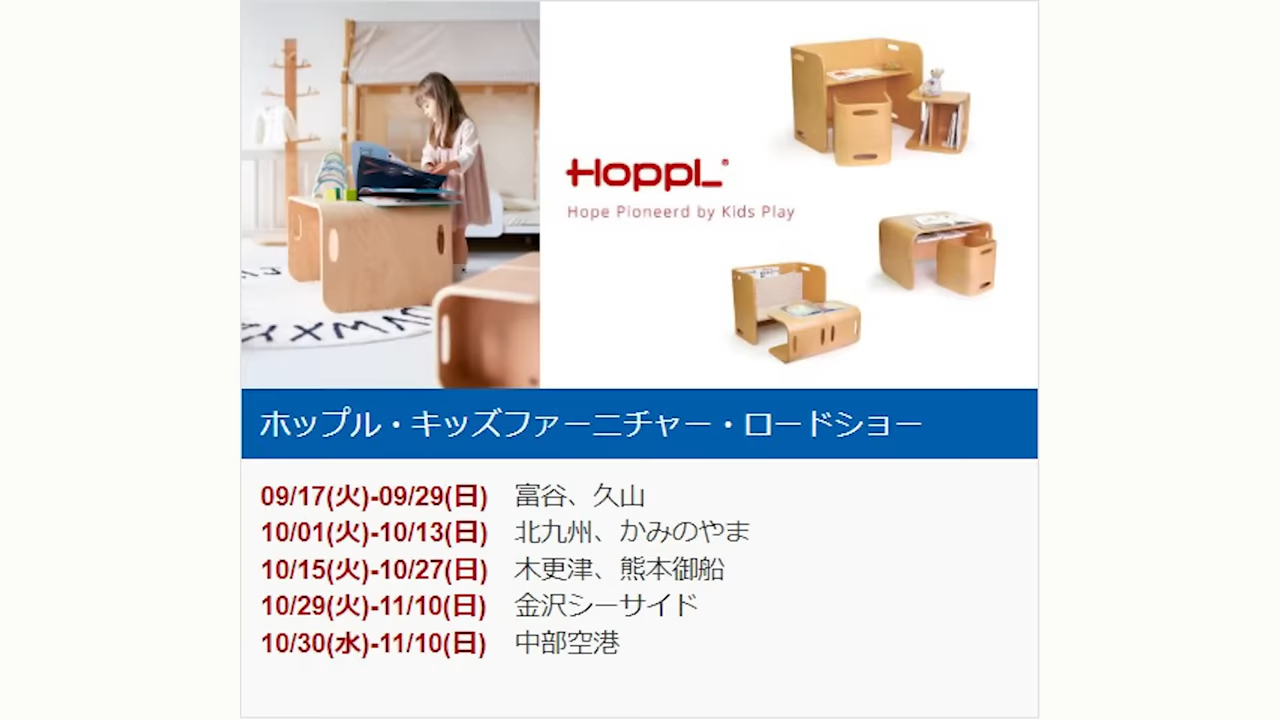 Hoppl
Hope Pioneerd by Kids Play
ホップル・キッズファーニチャー・ロードショー
09/17(火)-09/29(日) 富谷、久山
10/01(火)-10/13(日) 北九州、かみのやま
10/15(火)-10/27(日) 木更津、熊本御船
10/29(火)-11/10(日) 金沢シーサイド
10/30(水)-11/10(日) 中部空港